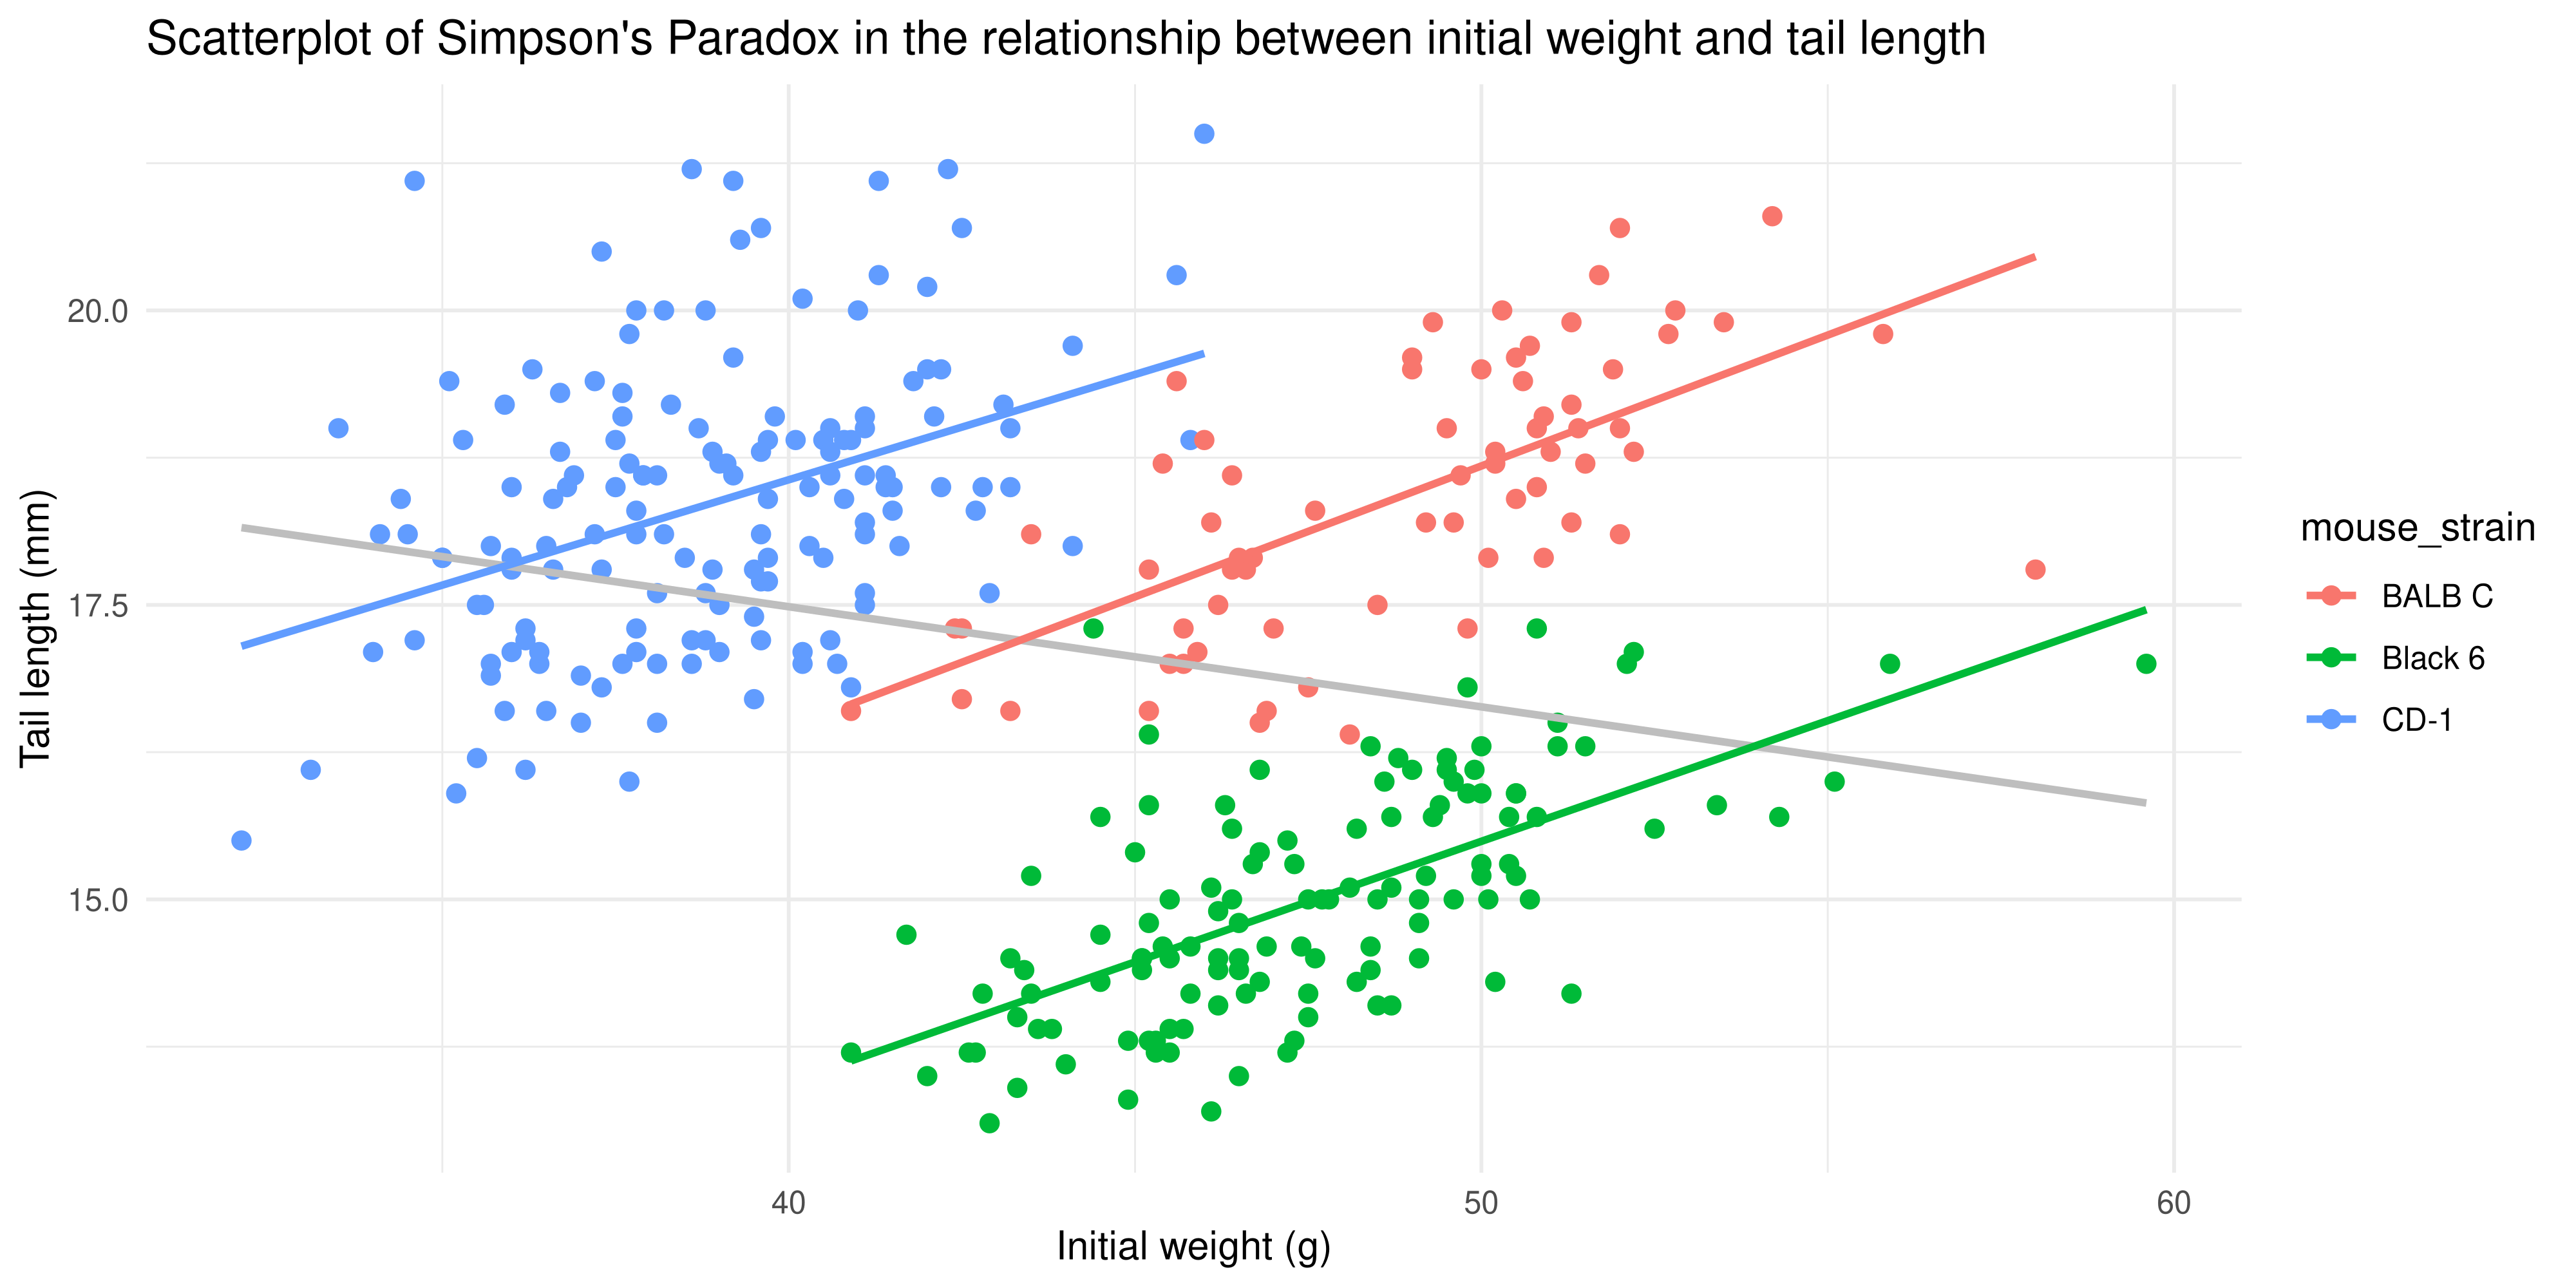 Scatterplot of Simpson's Paradox in the relationship between initial weight and tail length
Tail length (mm)
20.0
17.5
15.0
40
50
60
Initial weight (g)
mouse_strain
BALB C
Black 6
CD-1